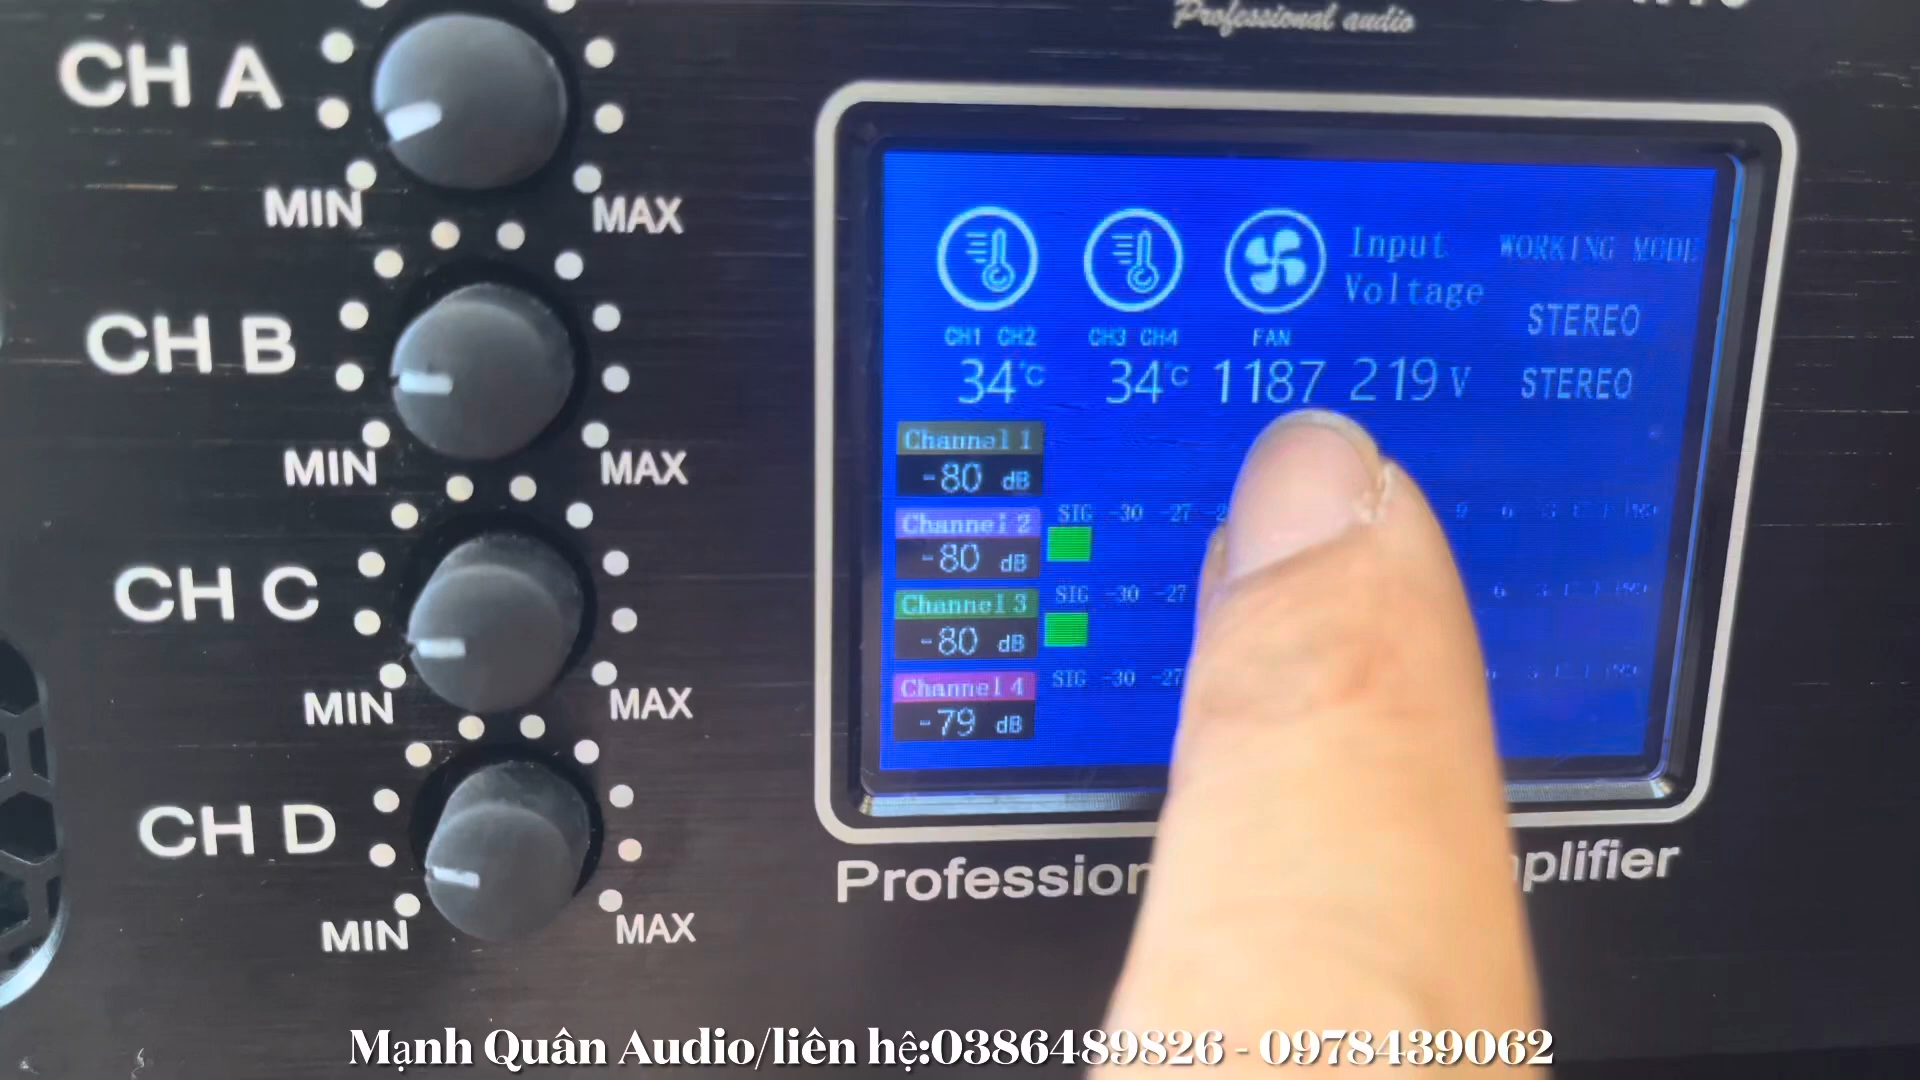 Professional audio
CH A
MIN MAX
CH B
MIN MAX
CH C
MIN MAX
CH D
MIN MAX
Input
Voltage
WORKING MODE
STEREO
STEREO
CH1 CH2
CH3 CH4
FAN
34°C
34°C
1187
219 V
Channel 1
-80 dB
Channel 2
-80 dB
SIG -30 -27
Channel 3
-80 dB
SIG -30 -27
Channel 4
-79 dB
SIG -30 -27
Mạnh Quân Audio/liên hệ:0386489826 - 0978439062